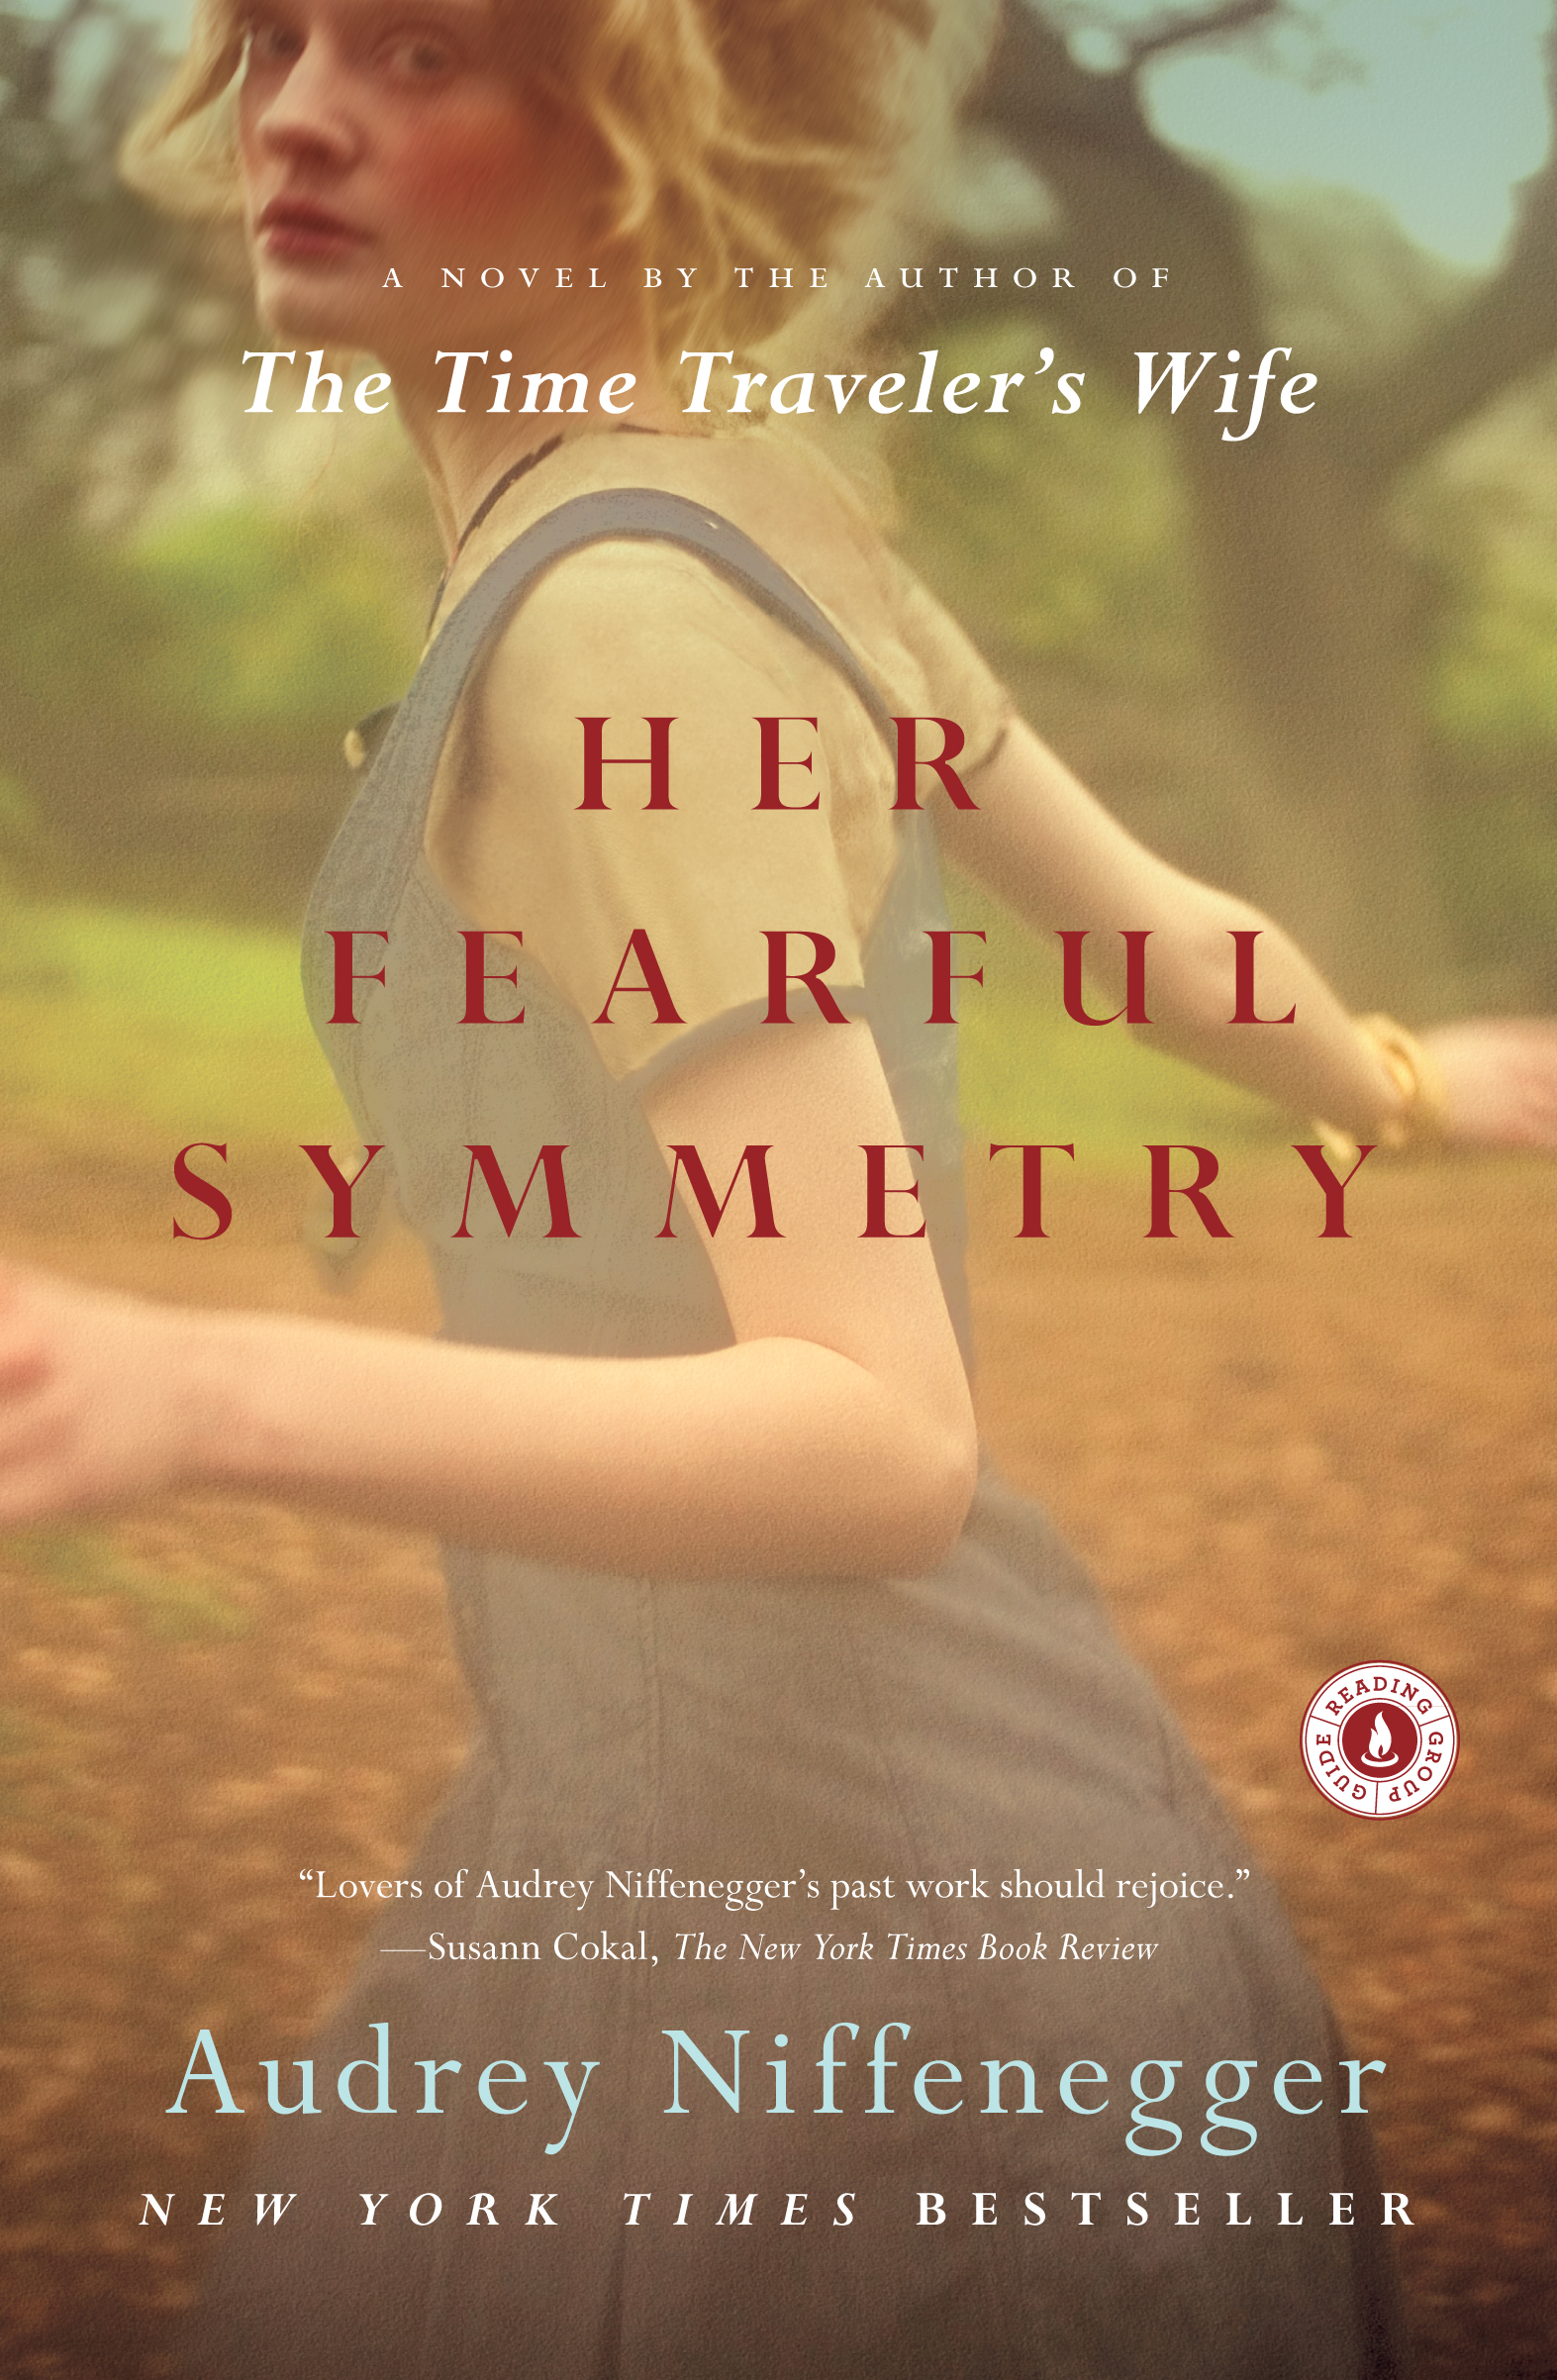 A NOVEL BY THE AUTHOR OF
The Time Traveler’s Wife
HER
FEARFUL
SYMMETRY
READING GROUP GUIDE
“Lovers of Audrey Niffenegger’s past work should rejoice.”
—Susann Cokal, The New York Times Book Review
Audrey Niffenegger
NEW YORK TIMES BESTSELLER